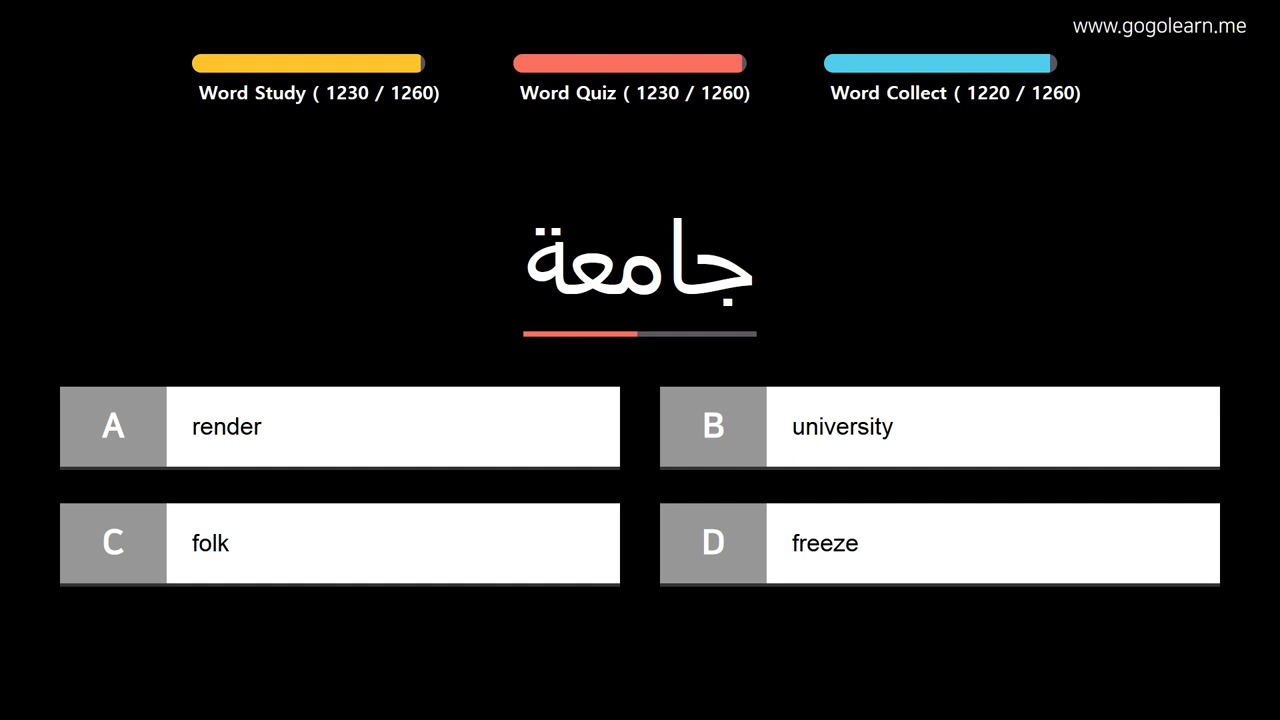 www.gogolearn.me
Word Study ( 1230 / 1260)
Word Quiz ( 1230 / 1260)
Word Collect ( 1220 / 1260)
جامعة
A render
B university
C folk
D freeze